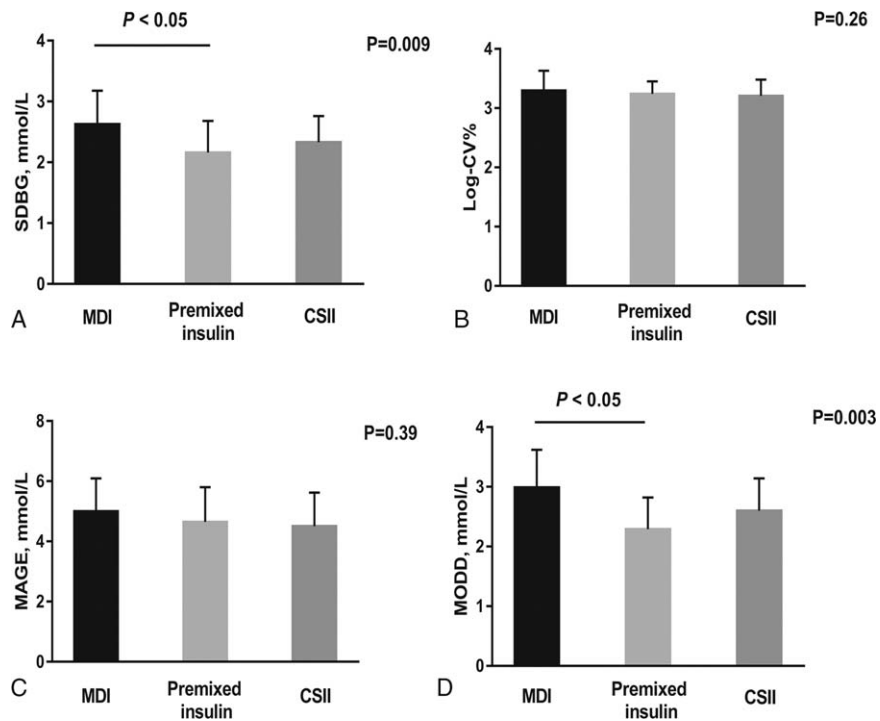 P < 0.05
P=0.009
4
3
2
1
0
SDBG, mmol/L
MDI
Premixed
insulin
CSII
A
P=0.26
4
3
2
1
0
Log-CV%
MDI
Premixed
insulin
CSII
B
P=0.39
8
6
4
2
0
MAGE, mmol/L
MDI
Premixed
insulin
CSII
C
P < 0.05
P=0.003
4
3
2
1
0
MODD, mmol/L
MDI
Premixed
insulin
CSII
D